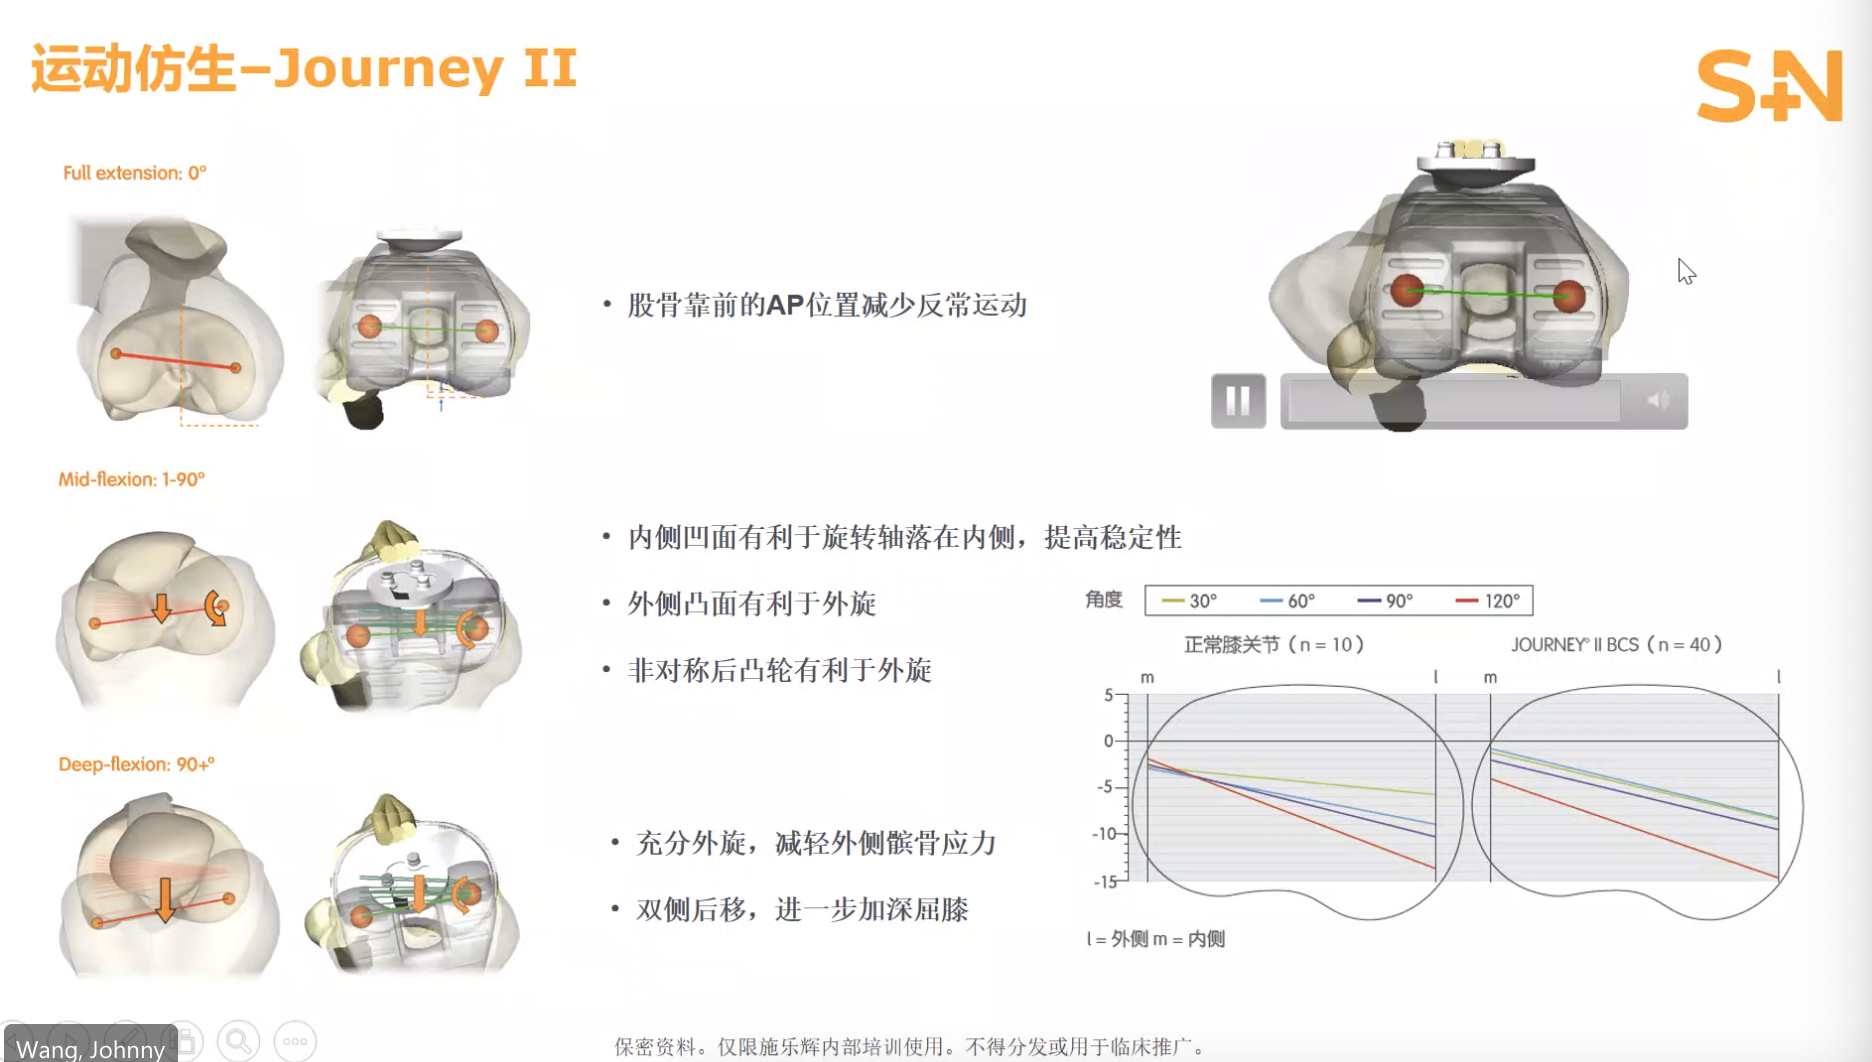 运动仿生–Journey II
S+N
Full extension: 0°
• 股骨靠前的AP位置减少反常运动
Mid-flexion: 1-90°
• 内侧凹面有利于旋转轴落在内侧，提高稳定性
• 外侧凸面有利于外旋
• 非对称后凸轮有利于外旋
角度
30° 60° 90° 120°
正常膝关节（n = 10）
JOURNEY° II BCS（n = 40）
m l m l
5
0
-5
-10
-15
l = 外侧 m = 内侧
Deep-flexion: 90+°
• 充分外旋，减轻外侧髌骨应力
• 双侧后移，进一步加深屈膝
Wang, Johnny
保密资料。仅限施乐辉内部培训使用。不得分发或用于临床推广。